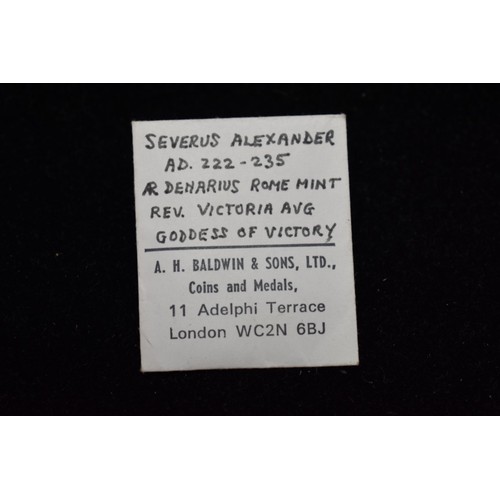 SEVERUS ALEXANDER
AD. 222-235
AR DENARIUS ROME MINT
REV. VICTORIA AVG
GODDESS OF VICTORY
A. H. BALDWIN & SONS, LTD.,
Coins and Medals,
11 Adelphi Terrace
London WC2N 6BJ